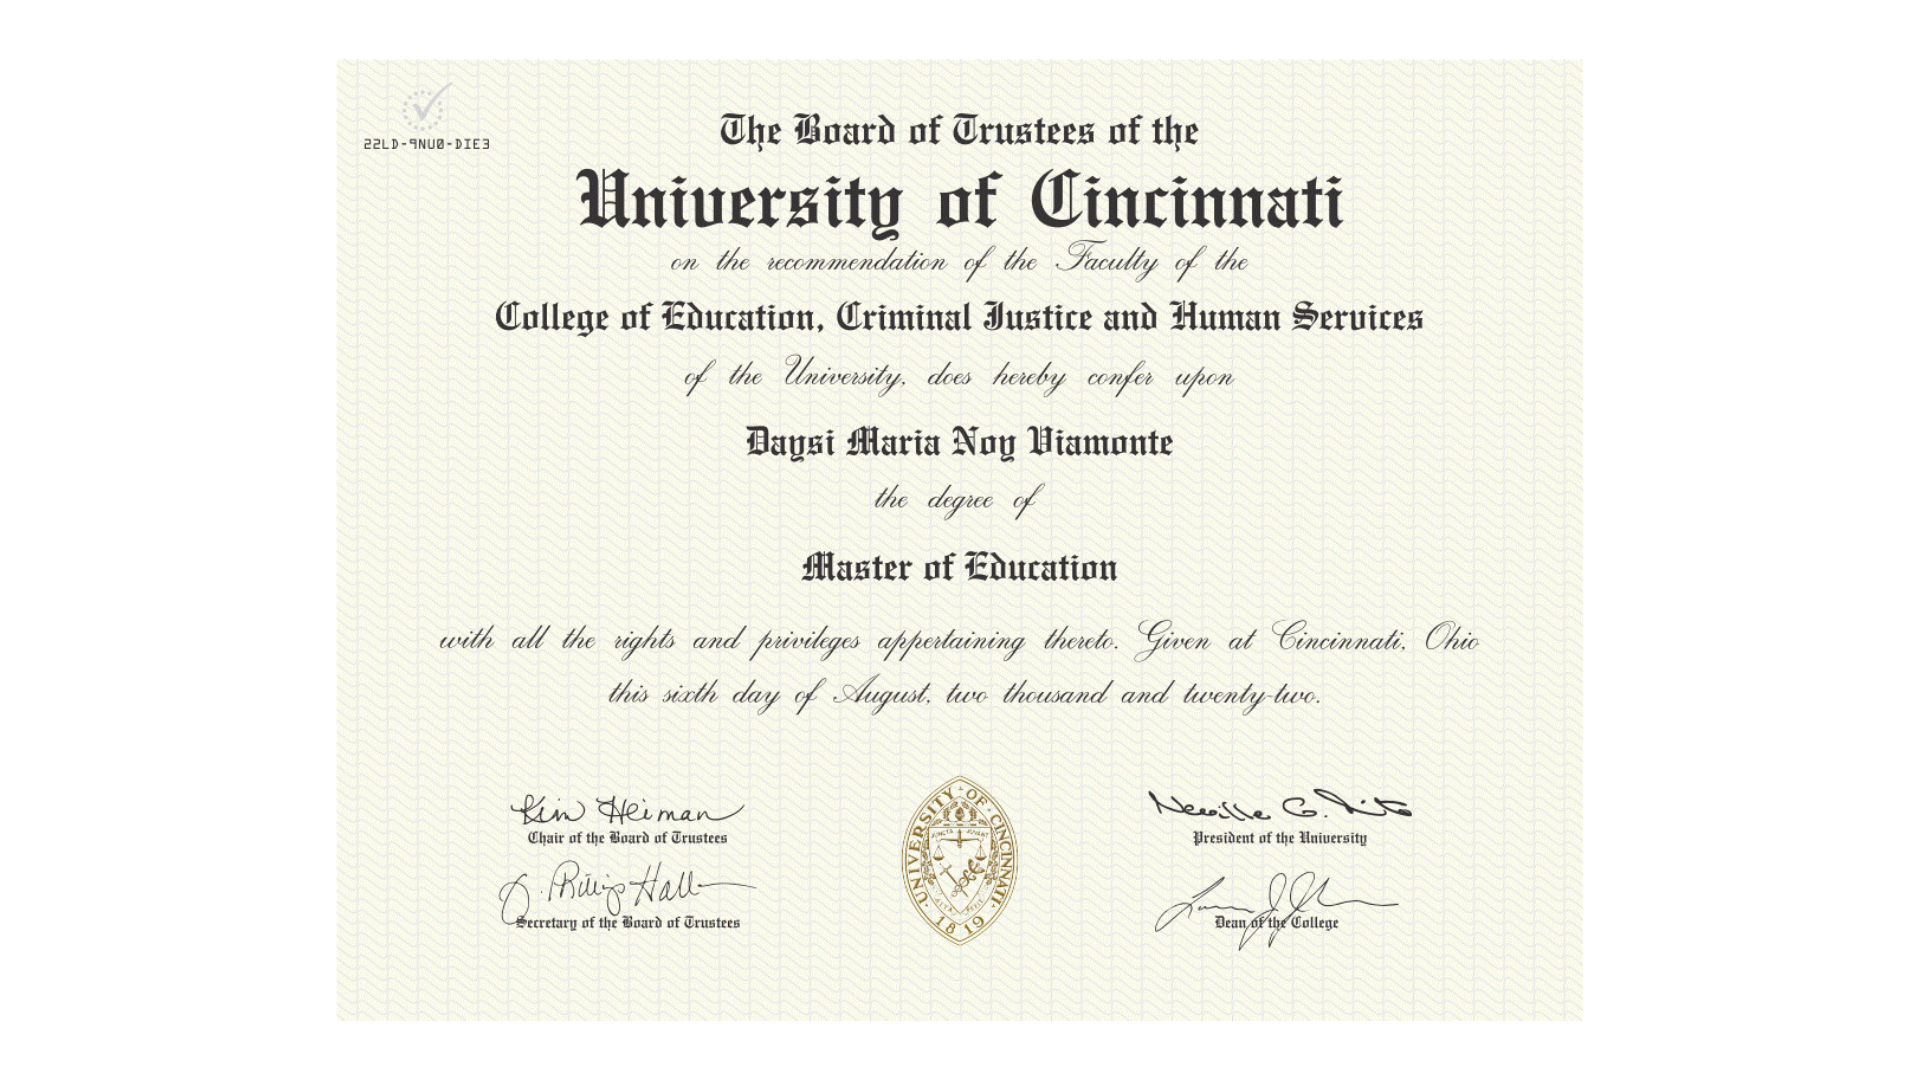 22LD-9NU0-DIE3
The Board of Trustees of the
University of Cincinnati
on the recommendation of the Faculty of the
College of Education, Criminal Justice and Human Services
of the University, does hereby confer upon
Daysi Maria Noy Viamonte
the degree of
Master of Education
with all the rights and privileges appertaining thereto. Given at Cincinnati, Ohio
this sixth day of August, two thousand and twenty-two.
Kim Heiman
Chair of the Board of Trustees
Secretary of the Board of Trustees
UNIVERSITY · OF · CINCINNATI
JUNCTA JUVANT
ALTA PETIT
1819
Neville G.
President of the University
Dean of the College